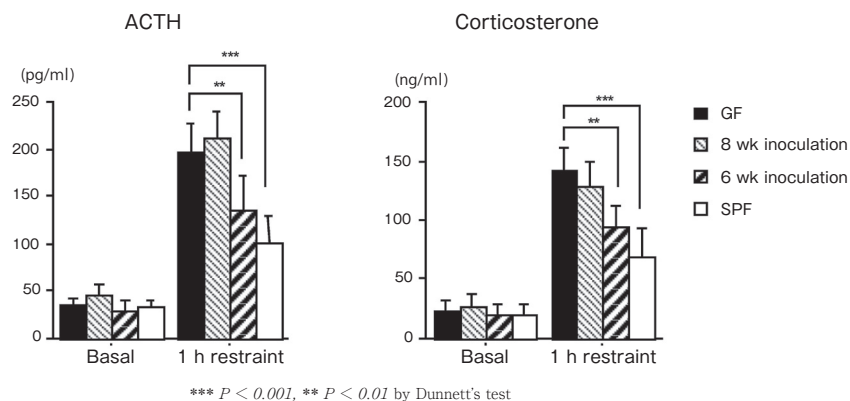 ACTH
(pg/ml)
250
200
150
100
50
0
***
**
Basal
1 h restraint
Corticosterone
(ng/ml)
200
150
100
50
0
***
**
Basal
1 h restraint
GF
8 wk inoculation
6 wk inoculation
SPF
*** P < 0.001, ** P < 0.01 by Dunnett's test